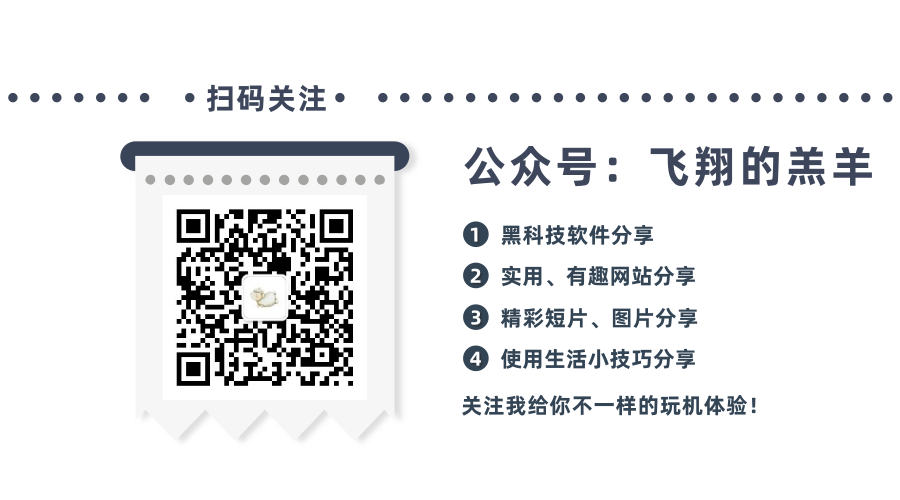 扫码关注
公众号：飞翔的羔羊
1 黑科技软件分享
2 实用、有趣网站分享
3 精彩短片、图片分享
4 使用生活小技巧分享
关注我给你不一样的玩机体验！